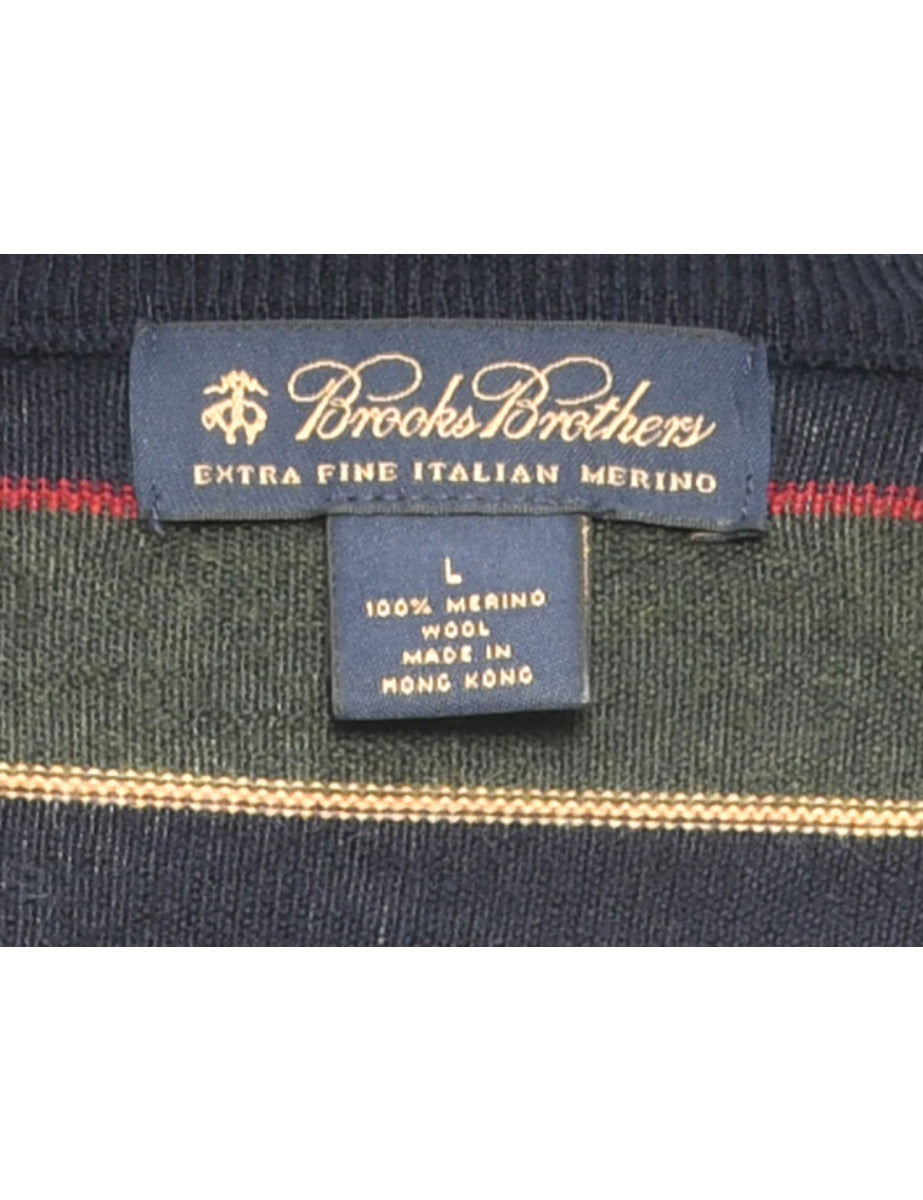 Brooks Brothers
EXTRA FINE ITALIAN MERINO
L
100% MERINO
WOOL
MADE IN
HONG KONG